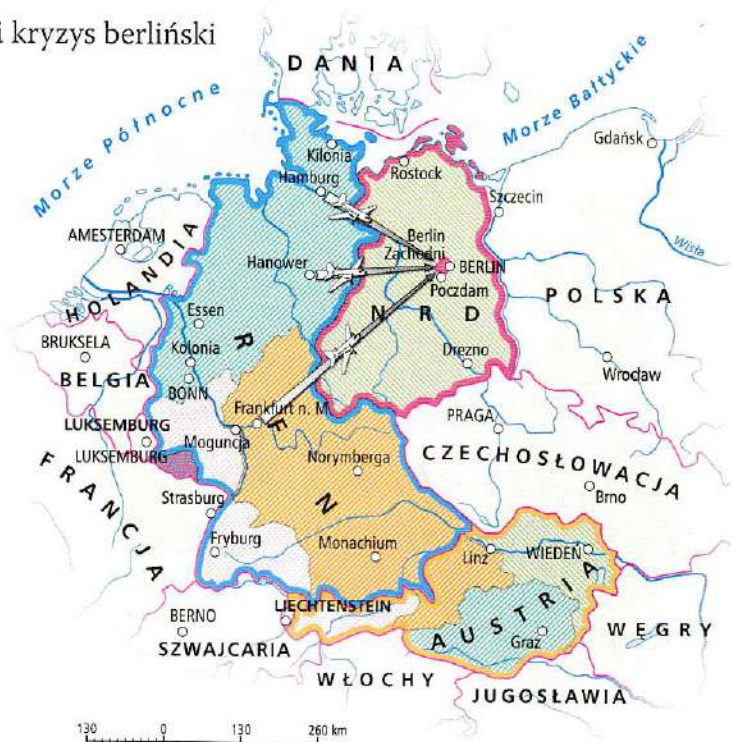 i kryzys berliński
DANIA
Morze Północne
Morze Bałtyckie
Kilonia
Hamburg
Rostock
Gdańsk
Szczecin
Wisła
AMESTERDAM
HOLANDIA
Hanower
Berlin
Zachodni
BERLIN
Poczdam
NRD
POLSKA
Essen
BRUKSELA
BELGIA
Kolonia
BONN
RFN
Drezno
Wrocław
Frankfurt n. M.
PRAGA
LUKSEMBURG
LUKSEMBURG
Moguncja
CZECHOSŁOWACJA
Norymberga
FRANCJA
Brno
Strasburg
Fryburg
Monachium
Linz
WIEDEŃ
BERNO
LIECHTENSTEIN
AUSTRIA
Graz
WĘGRY
SZWAJCARIA
WŁOCHY
JUGOSŁAWIA
130 0 130 260 km